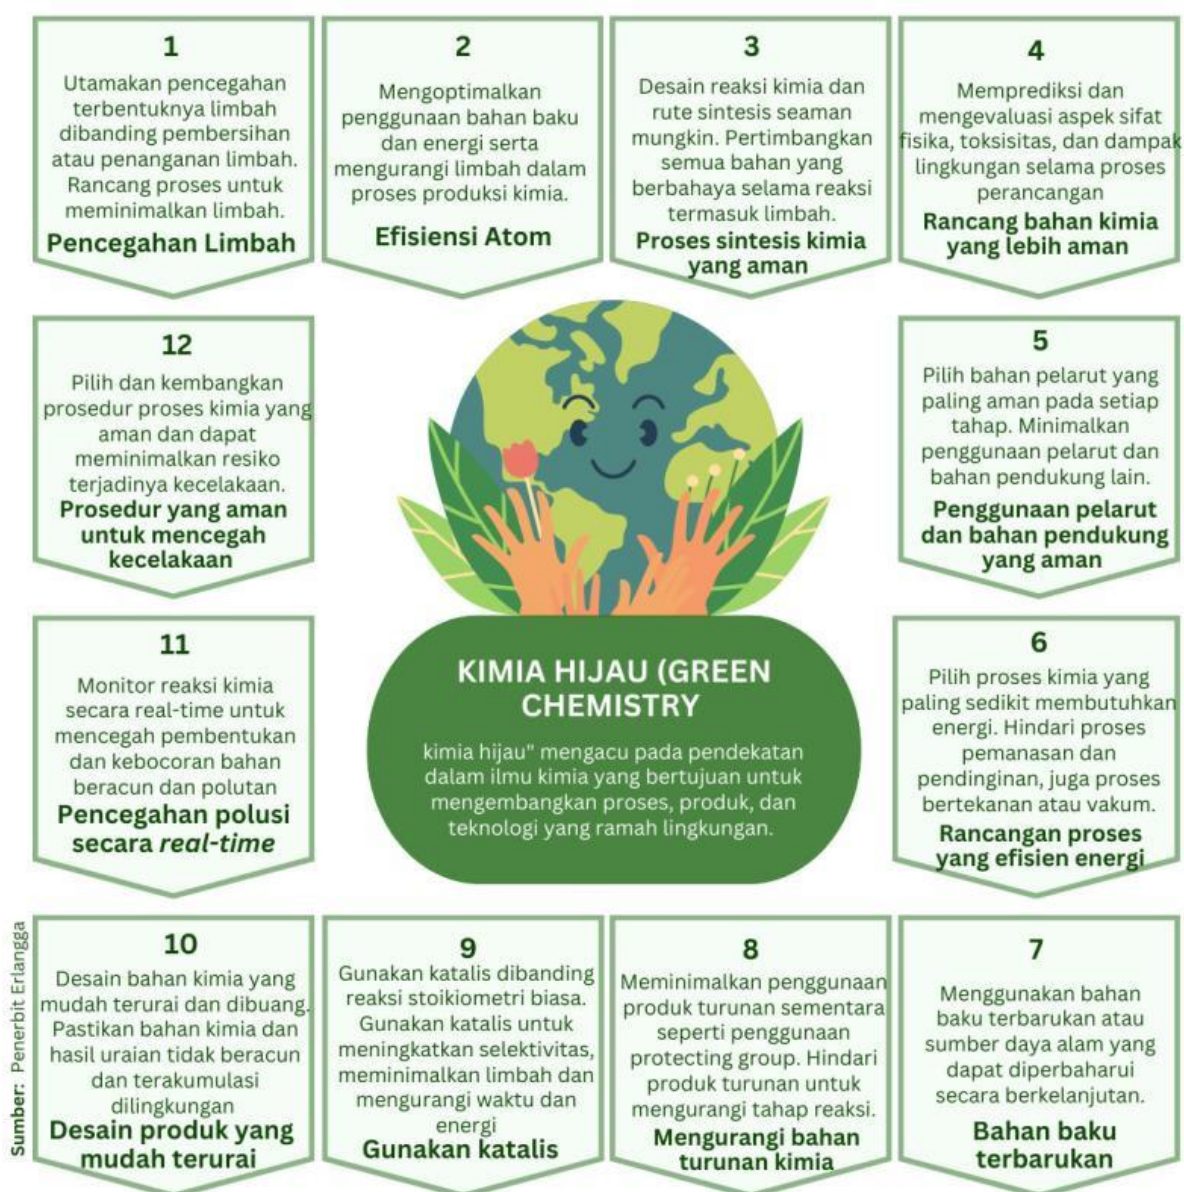 1
Utamakan pencegahan
terbentuknya limbah
dibanding pembersihan
atau penanganan limbah.
Rancang proses untuk
meminimalkan limbah.
Pencegahan Limbah
2
Mengoptimalkan
penggunaan bahan baku
dan energi serta
mengurangi limbah dalam
proses produksi kimia.
Efisiensi Atom
3
Desain reaksi kimia dan
rute sintesis seaman
mungkin. Pertimbangkan
semua bahan yang
berbahaya selama reaksi
termasuk limbah.
Proses sintesis kimia
yang aman
4
Memprediksi dan
mengevaluasi aspek sifat
fisika, toksisitas, dan dampak
lingkungan selama proses
perancangan
Rancang bahan kimia
yang lebih aman
5
Pilih bahan pelarut yang
paling aman pada setiap
tahap. Minimalkan
penggunaan pelarut dan
bahan pendukung lain.
Penggunaan pelarut
dan bahan pendukung
yang aman
6
Pilih proses kimia yang
paling sedikit membutuhkan
energi. Hindari proses
pemanasan dan
pendinginan, juga proses
bertekanan atau vakum.
Rancangan proses
yang efisien energi
7
Menggunakan bahan
baku terbarukan atau
sumber daya alam yang
dapat diperbaharui
secara berkelanjutan.
Bahan baku
terbarukan
8
Meminimalkan penggunaan
produk turunan sementara
seperti penggunaan
protecting group. Hindari
produk turunan untuk
mengurangi tahap reaksi.
Mengurangi bahan
turunan kimia
9
Gunakan katalis dibanding
reaksi stoikiometri biasa.
Gunakan katalis untuk
meningkatkan selektivitas,
meminimalkan limbah dan
mengurangi waktu dan
energi
Gunakan katalis
10
Desain bahan kimia yang
mudah terurai dan dibuang.
Pastikan bahan kimia dan
hasil uraian tidak beracun
dan terakumulasi
dilingkungan
Desain produk yang
mudah terurai
11
Monitor reaksi kimia
secara real-time untuk
mencegah pembentukan
dan kebocoran bahan
beracun dan polutan
Pencegahan polusi
secara real-time
12
Pilih dan kembangkan
prosedur proses kimia yang
aman dan dapat
meminimalkan resiko
terjadinya kecelakaan.
Prosedur yang aman
untuk mencegah
kecelakaan
KIMIA HIJAU (GREEN
CHEMISTRY
kimia hijau" mengacu pada pendekatan
dalam ilmu kimia yang bertujuan untuk
mengembangkan proses, produk, dan
teknologi yang ramah lingkungan.
Sumber: Penerbit Erlangga